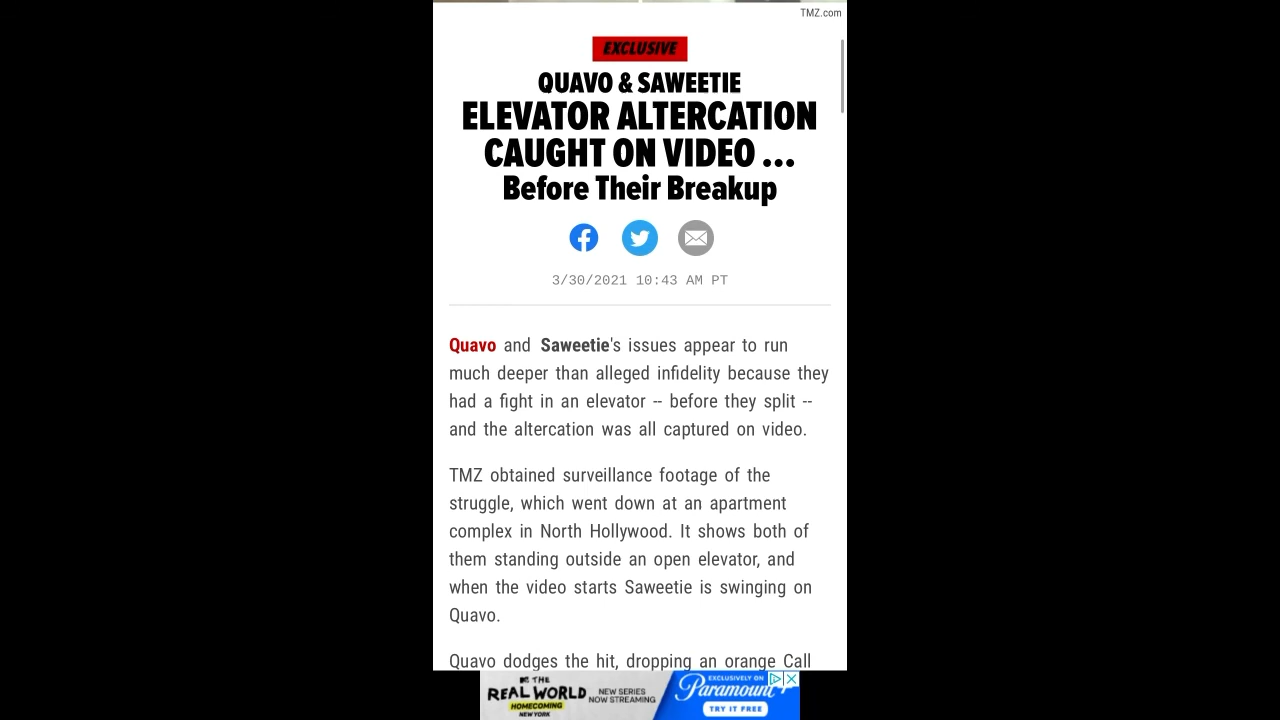 TMZ.com
EXCLUSIVE
QUAVO & SAWEETIE
ELEVATOR ALTERCATION
CAUGHT ON VIDEO ...
Before Their Breakup
3/30/2021 10:43 AM PT
Quavo and Saweetie's issues appear to run
much deeper than alleged infidelity because they
had a fight in an elevator -- before they split --
and the altercation was all captured on video.
TMZ obtained surveillance footage of the
struggle, which went down at an apartment
complex in North Hollywood. It shows both of
them standing outside an open elevator, and
when the video starts Saweetie is swinging on
Quavo.
Quavo dodges the hit, dropping an orange Call
MTV THE
REAL WORLD
HOMECOMING
NEW YORK
NEW SERIES
NOW STREAMING
EXCLUSIVELY ON
Paramount+
TRY IT FREE